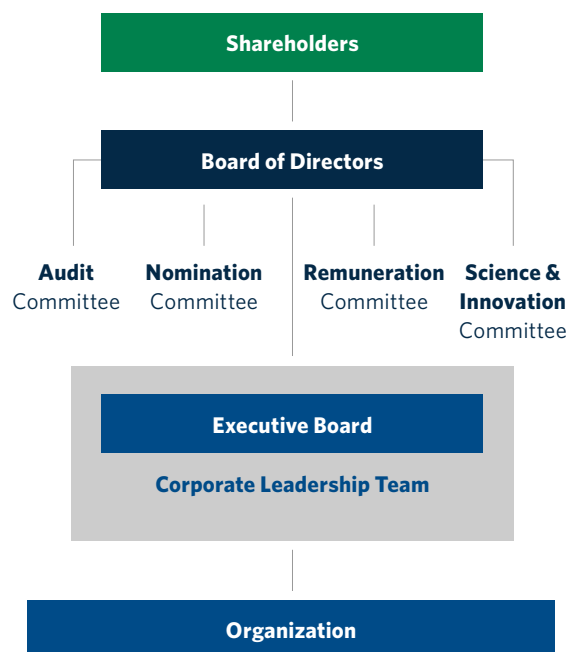 Shareholders
Board of Directors
Audit
Committee
Nomination
Committee
Remuneration
Committee
Science &
Innovation
Committee
Executive Board
Corporate Leadership Team
Organization